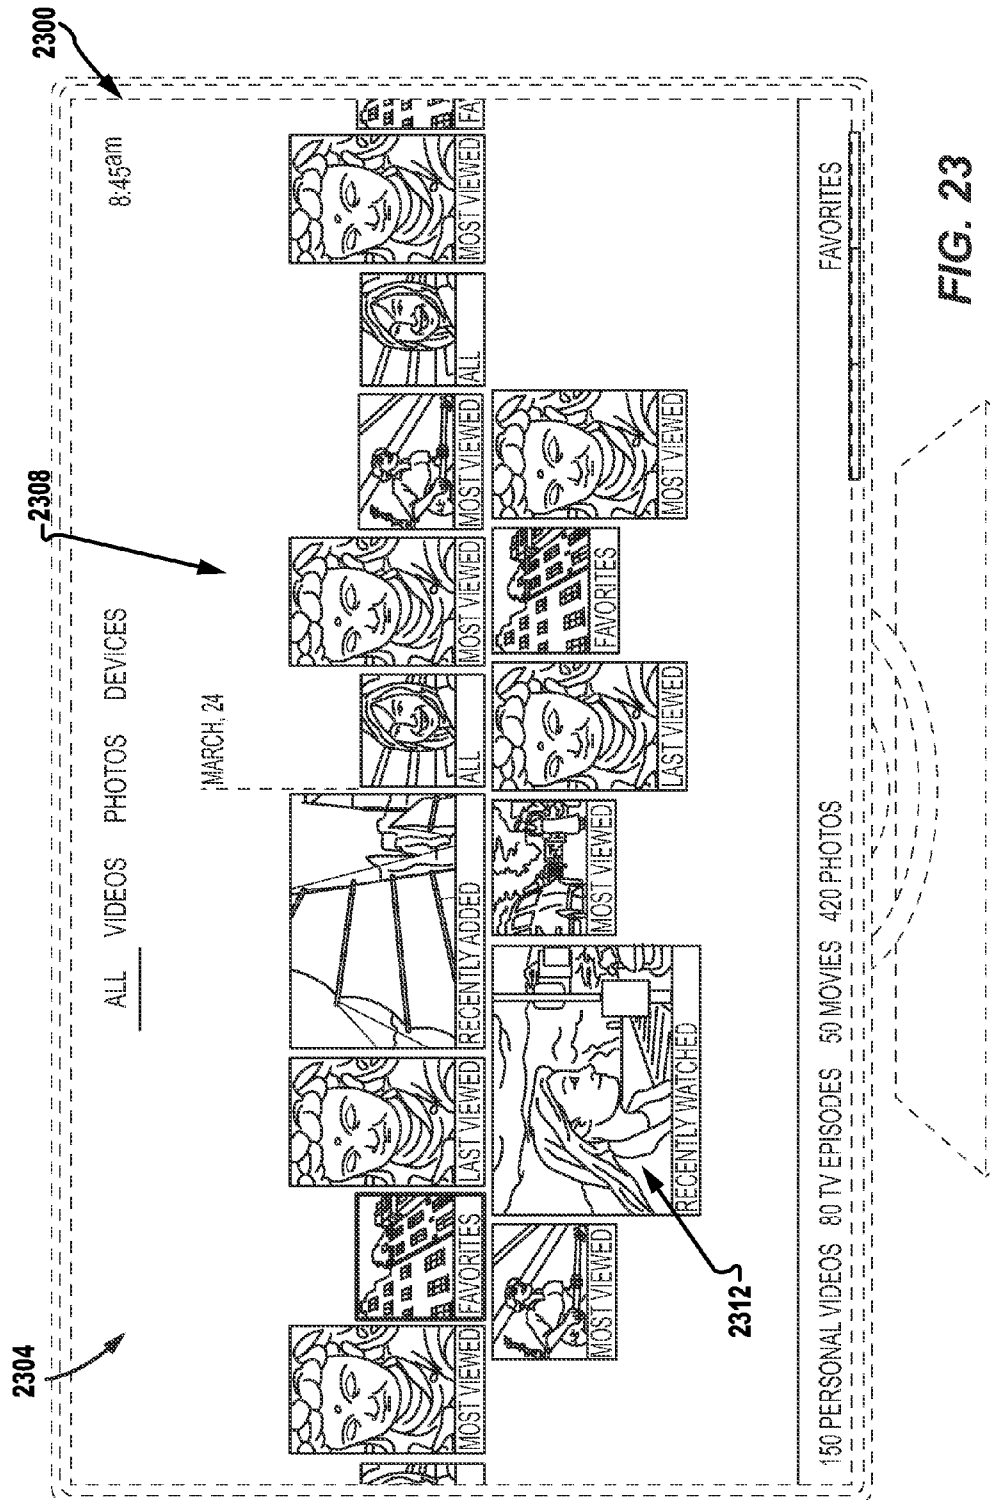 2304
2308
2300
ALL VIDEOS PHOTOS DEVICES 8:45am
MARCH, 24
MOST VIEWED FAVORITES LAST VIEWED RECENTLY ADDED ALL MOST VIEWED MOST VIEWED ALL MOST VIEWED FA
MOST VIEWED RECENTLY WATCHED MOST VIEWED LAST VIEWED FAVORITES MOST VIEWED
2312
150 PERSONAL VIDEOS 80 TV EPISODES 50 MOVIES 420 PHOTOS FAVORITES
FIG. 23